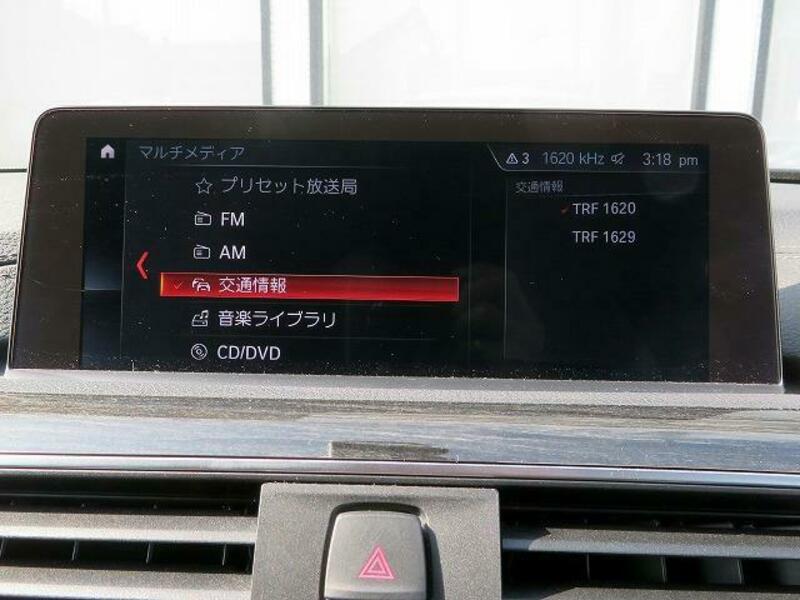 マルチメディア
3 1620 kHz 3:18 pm
プリセット放送局
FM
AM
交通情報
音楽ライブラリ
CD/DVD
交通情報
TRF 1620
TRF 1629